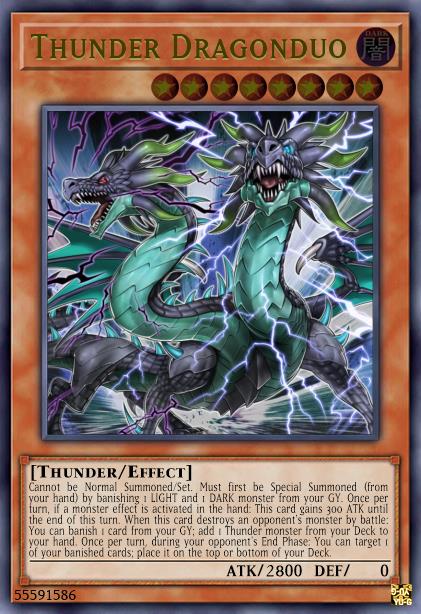 THUNDER DRAGONDUO
DARK
闇
[THUNDER/EFFECT]
Cannot be Normal Summoned/Set. Must first be Special Summoned (from
your hand) by banishing 1 LIGHT and 1 DARK monster from your GY. Once per
turn, if a monster effect is activated in the hand: This card gains 300 ATK until
the end of this turn. When this card destroys an opponent's monster by battle:
You can banish 1 card from your GY; add 1 Thunder monster from your Deck to
your hand. Once per turn, during your opponent's End Phase: You can target 1
of your banished cards; place it on the top or bottom of your Deck.
ATK/2800 DEF/ 0
55591586